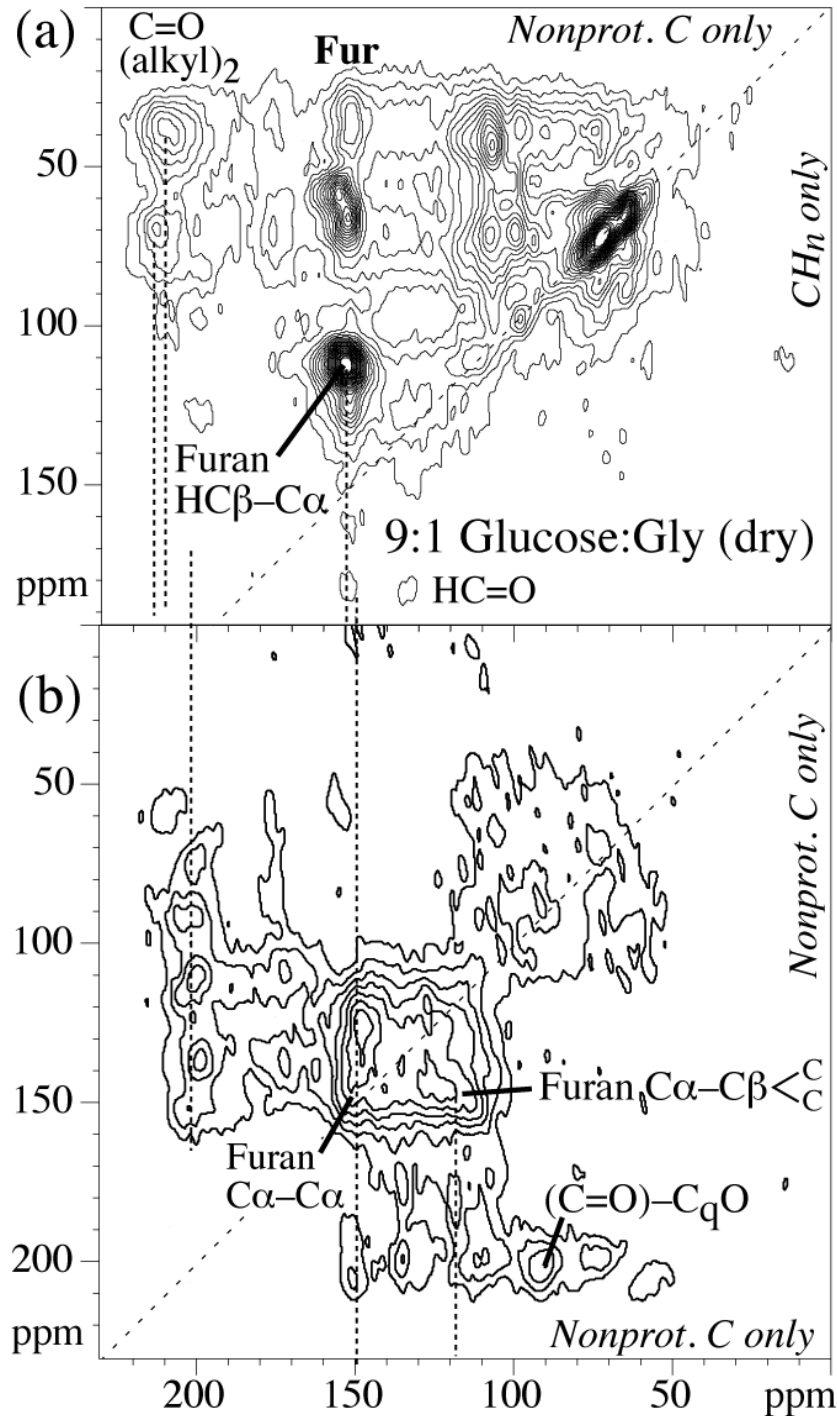 (a)
C=O
(alkyl)2
Fur
Nonprot. C only
50
100
150
ppm
CHn only
Furan
HCβ–Cα
9:1 Glucose:Gly (dry)
HC=O
(b)
50
100
150
200
ppm
Nonprot. C only
Furan Cα–Cβ<C
C
Furan
Cα–Cα
(C=O)–CqO
Nonprot. C only
200
150
100
50
ppm